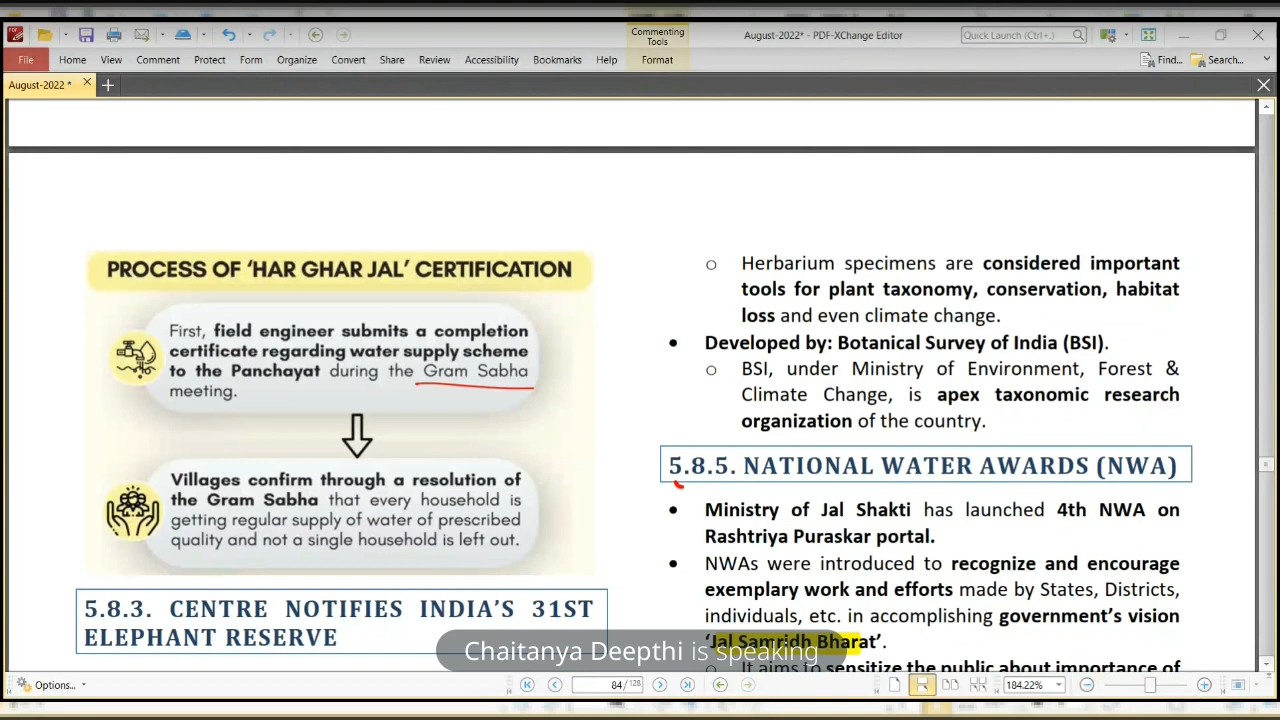 Commenting Tools
August-2022* - PDF-XChange Editor
Quick Launch (Ctrl+.)
File Home View Comment Protect Form Organize Convert Share Review Accessibility Bookmarks Help Format
Find... Search...
August-2022 *
PROCESS OF ‘HAR GHAR JAL’ CERTIFICATION
First, field engineer submits a completion
certificate regarding water supply scheme
to the Panchayat during the Gram Sabha
meeting.
Villages confirm through a resolution of
the Gram Sabha that every household is
getting regular supply of water of prescribed
quality and not a single household is left out.
5.8.3. CENTRE NOTIFIES INDIA’S 31ST
ELEPHANT RESERVE
Herbarium specimens are considered important
tools for plant taxonomy, conservation, habitat
loss and even climate change.
Developed by: Botanical Survey of India (BSI).
BSI, under Ministry of Environment, Forest &
Climate Change, is apex taxonomic research
organization of the country.
5.8.5. NATIONAL WATER AWARDS (NWA)
Ministry of Jal Shakti has launched 4th NWA on
Rashtriya Puraskar portal.
NWAs were introduced to recognize and encourage
exemplary work and efforts made by States, Districts,
individuals, etc. in accomplishing government’s vision
‘Jal Samridh Bharat’.
It aims to sensitize the public about importance of
Chaitanya Deepthi is speaking
Options...
84 / 128
184.22%